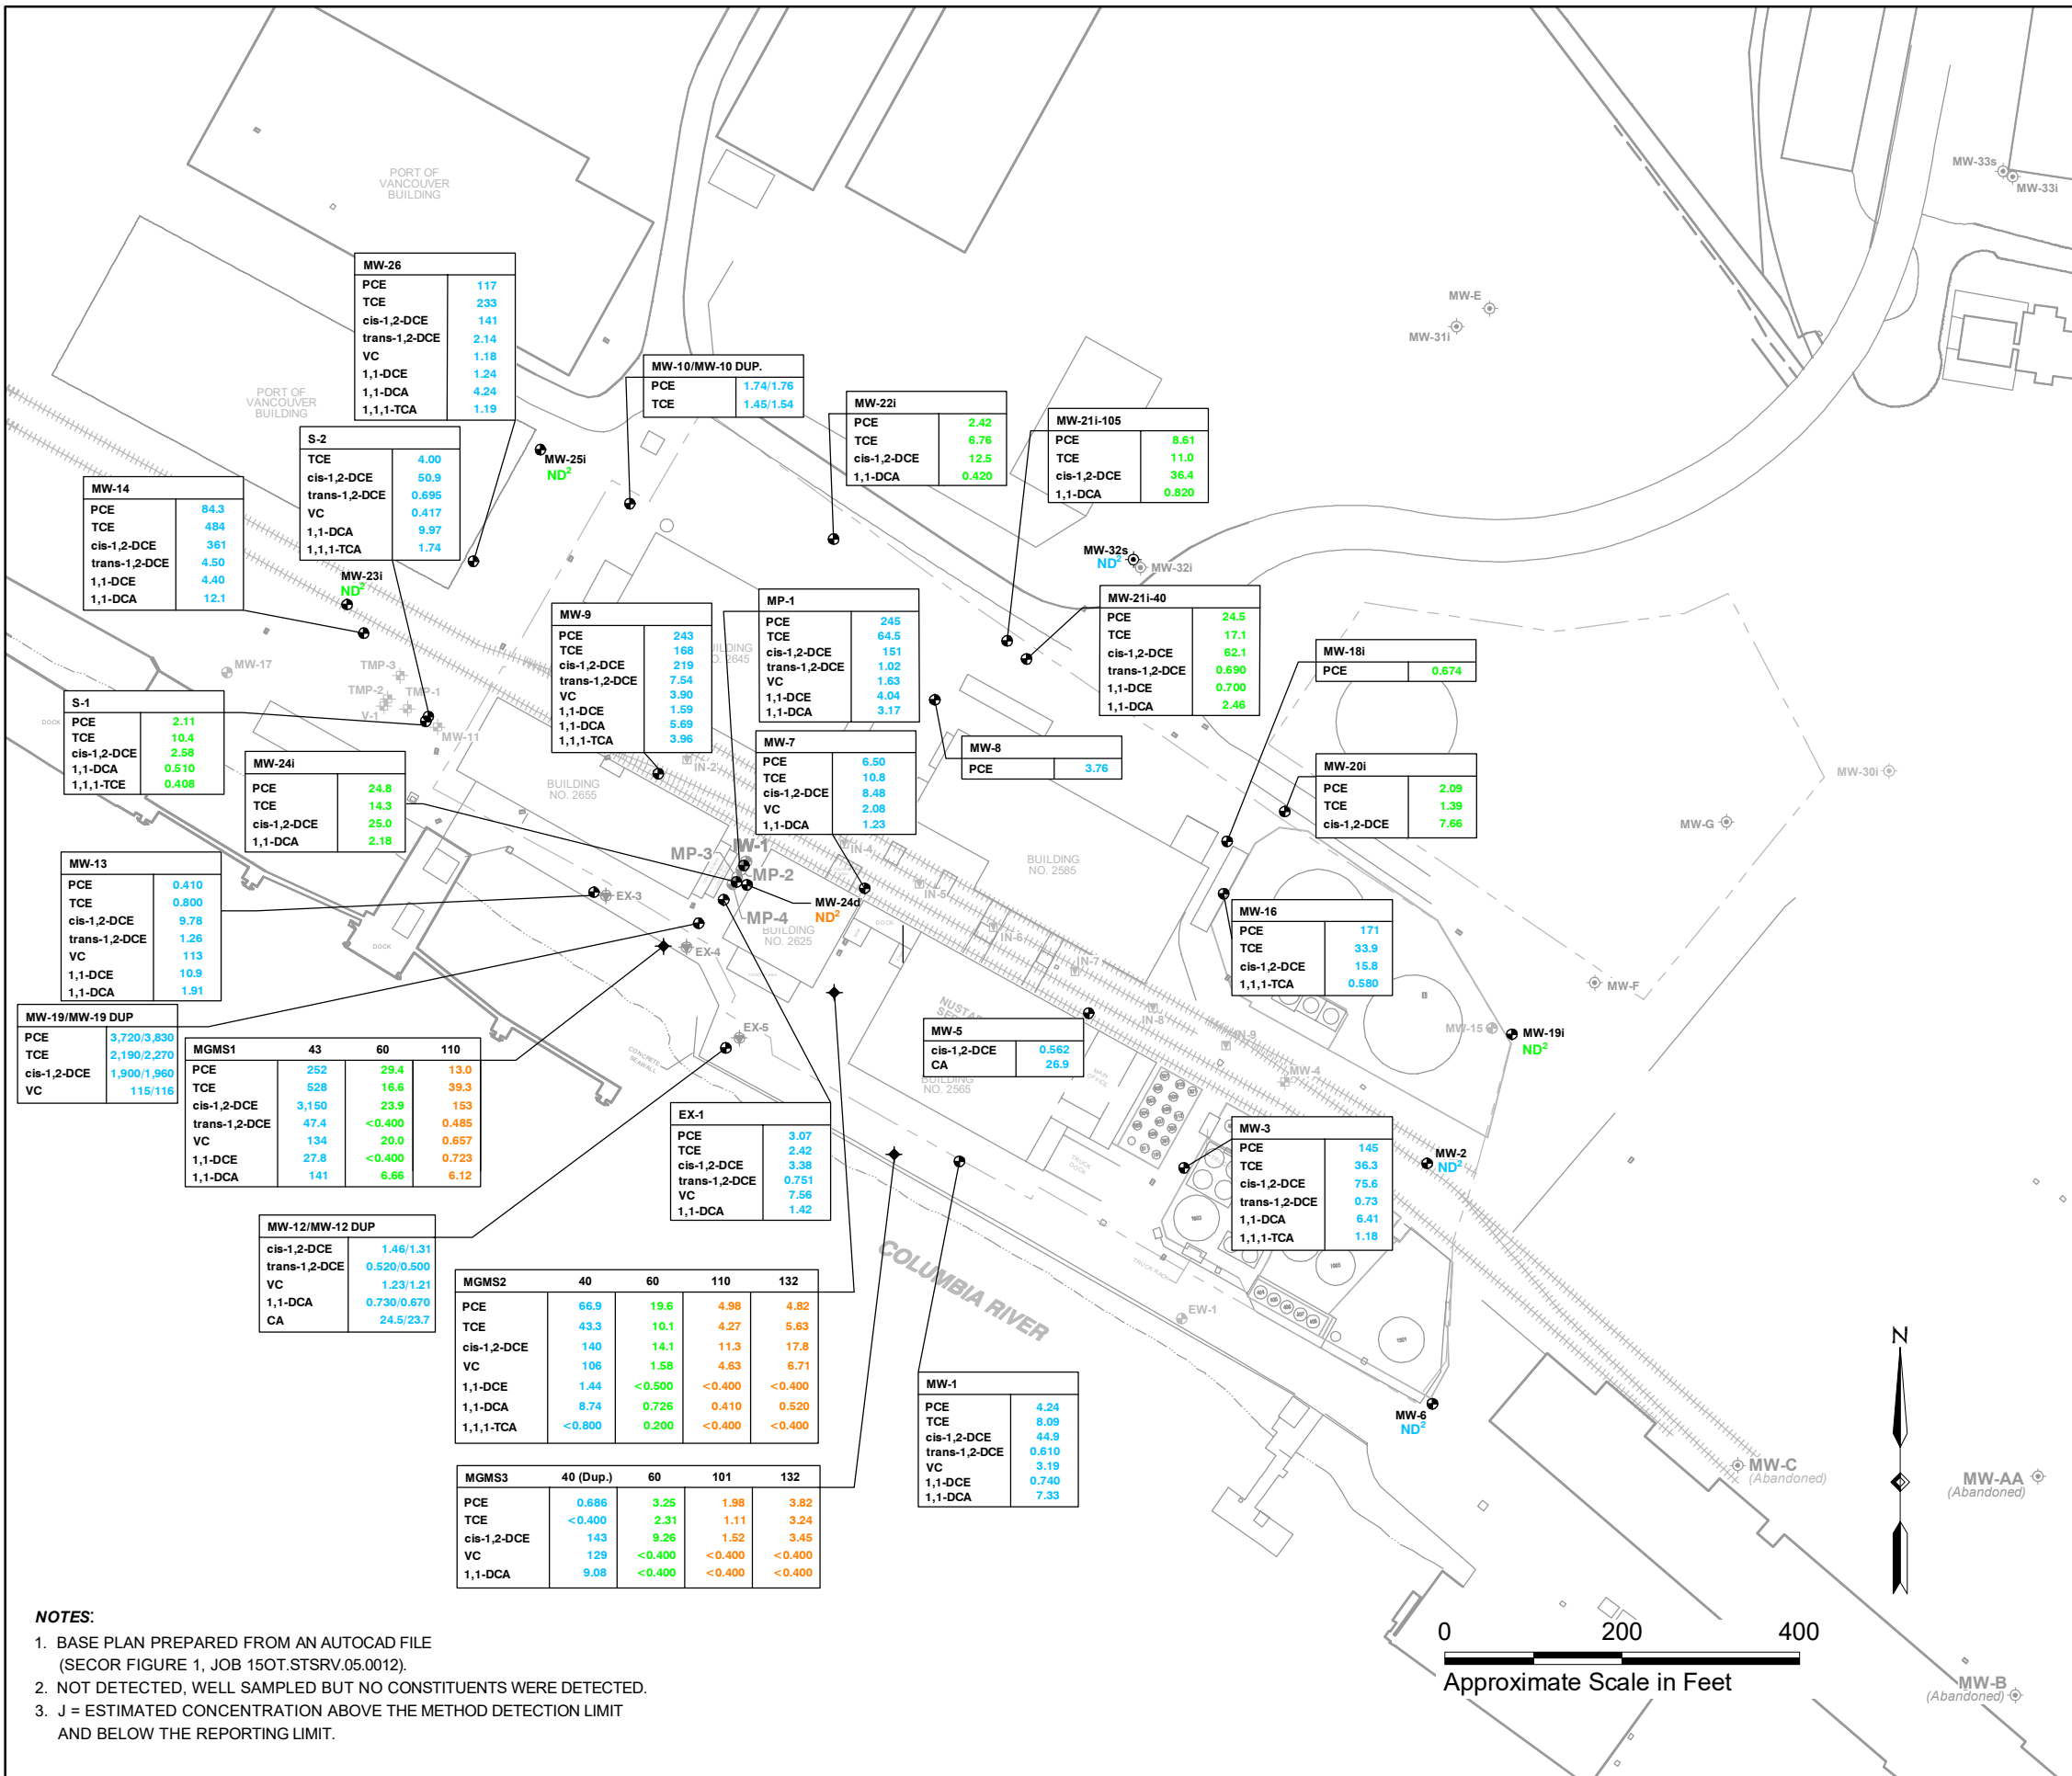 PORT OF
VANCOUVER
BUILDING
MW-33s
MW-33i
MW-E
MW-31i
MW-26
PCE 117
TCE 233
cis-1,2-DCE 141
trans-1,2-DCE 2.14
VC 1.18
1,1-DCE 1.24
1,1-DCA 4.24
1,1,1-TCA 1.19
PORT OF
VANCOUVER
BUILDING
MW-10/MW-10 DUP.
PCE 1.74/1.76
TCE 1.45/1.54
MW-22i
PCE 2.42
TCE 6.76
cis-1,2-DCE 12.5
1,1-DCA 0.420
MW-21i-105
PCE 8.61
TCE 11.0
cis-1,2-DCE 36.4
1,1-DCA 0.820
S-2
TCE 4.00
cis-1,2-DCE 50.9
trans-1,2-DCE 0.695
VC 0.417
1,1-DCA 9.97
1,1,1-TCA 1.74
MW-25i
ND²
MW-14
PCE 84.3
TCE 484
cis-1,2-DCE 361
trans-1,2-DCE 4.50
1,1-DCE 4.40
1,1-DCA 12.1
MW-23i
ND²
MW-32s
ND²
MW-32i
MW-9
PCE 243
TCE 168
cis-1,2-DCE 219
trans-1,2-DCE 7.54
VC 3.90
1,1-DCE 1.59
1,1-DCA 5.69
1,1,1-TCA 3.96
MP-1
PCE 245
TCE 64.5
cis-1,2-DCE 151
trans-1,2-DCE 1.02
VC 1.63
1,1-DCE 4.04
1,1-DCA 3.17
MW-21i-40
PCE 24.5
TCE 17.1
cis-1,2-DCE 62.1
trans-1,2-DCE 0.690
1,1-DCE 0.700
1,1-DCA 2.46
MW-18i
PCE 0.674
MW-17
TMP-3
TMP-2
TMP-1
V-1
MW-11
DOCK
S-1
PCE 2.11
TCE 10.4
cis-1,2-DCE 2.58
1,1-DCA 0.510
1,1,1-TCE 0.408
MW-24i
PCE 24.8
TCE 14.3
cis-1,2-DCE 25.0
1,1-DCA 2.18
BUILDING
NO. 2655
IN-2
MW-7
PCE 6.50
TCE 10.8
cis-1,2-DCE 8.48
VC 2.08
1,1-DCA 1.23
MW-8
PCE 3.76
MW-20i
PCE 2.09
TCE 1.39
cis-1,2-DCE 7.66
MW-30i
MW-G
MW-13
PCE 0.410
TCE 0.800
cis-1,2-DCE 9.78
trans-1,2-DCE 1.26
VC 113
1,1-DCE 10.9
1,1-DCA 1.91
MP-3
IW-1
MP-2
MP-4
MW-24d
ND²
BUILDING
NO. 2625
IN-4
IN-5
IN-6
IN-7
IN-8
IN-9
BUILDING
NO. 2585
EX-3
EX-4
EX-5
DOCK
DOCK
MW-16
PCE 171
TCE 33.9
cis-1,2-DCE 15.8
1,1,1-TCA 0.580
MW-F
MW-15
MW-19i
ND²
MW-19/MW-19 DUP
PCE 3,720/3,830
TCE 2,190/2,270
cis-1,2-DCE 1,900/1,960
VC 115/116
MGMS1 43 60 110
PCE 252 29.4 13.0
TCE 528 16.6 39.3
cis-1,2-DCE 3,150 23.9 153
trans-1,2-DCE 47.4 <0.400 0.485
VC 134 20.0 0.657
1,1-DCE 27.8 <0.400 0.723
1,1-DCA 141 6.66 6.12
CONCRETE
SEAWALL
MW-5
cis-1,2-DCE 0.562
CA 26.9
BUILDING
NO. 2565
MAIN
OFFICE
MW-4
TRUCK
DOCK
EX-1
PCE 3.07
TCE 2.42
cis-1,2-DCE 3.38
trans-1,2-DCE 0.751
VC 7.56
1,1-DCA 1.42
MW-3
PCE 145
TCE 36.3
cis-1,2-DCE 75.6
trans-1,2-DCE 0.73
1,1-DCA 6.41
1,1,1-TCA 1.18
MW-2
ND²
MW-12/MW-12 DUP
cis-1,2-DCE 1.46/1.31
trans-1,2-DCE 0.520/0.500
VC 1.23/1.21
1,1-DCA 0.730/0.670
CA 24.5/23.7
COLUMBIA RIVER
TRUCK RACK
EW-1
MGMS2 40 60 110 132
PCE 66.9 19.6 4.98 4.82
TCE 43.3 10.1 4.27 5.63
cis-1,2-DCE 140 14.1 11.3 17.8
VC 106 1.58 4.63 6.71
1,1-DCE 1.44 <0.500 <0.400 <0.400
1,1-DCA 8.74 0.726 0.410 0.520
1,1,1-TCA <0.800 0.200 <0.400 <0.400
MW-1
PCE 4.24
TCE 8.09
cis-1,2-DCE 44.9
trans-1,2-DCE 0.610
VC 3.19
1,1-DCE 0.740
1,1-DCA 7.33
MW-6
ND²
MGMS3 40 (Dup.) 60 101 132
PCE 0.686 3.25 1.98 3.82
TCE <0.400 2.31 1.11 3.24
cis-1,2-DCE 143 9.26 1.52 3.45
VC 129 <0.400 <0.400 <0.400
1,1-DCA 9.08 <0.400 <0.400 <0.400
N
MW-C
(Abandoned)
MW-AA
(Abandoned)
MW-B
(Abandoned)
0 200 400
Approximate Scale in Feet
NOTES:
1. BASE PLAN PREPARED FROM AN AUTOCAD FILE
(SECOR FIGURE 1, JOB 15OT.STSRV.05.0012).
2. NOT DETECTED, WELL SAMPLED BUT NO CONSTITUENTS WERE DETECTED.
3. J = ESTIMATED CONCENTRATION ABOVE THE METHOD DETECTION LIMIT
AND BELOW THE REPORTING LIMIT.